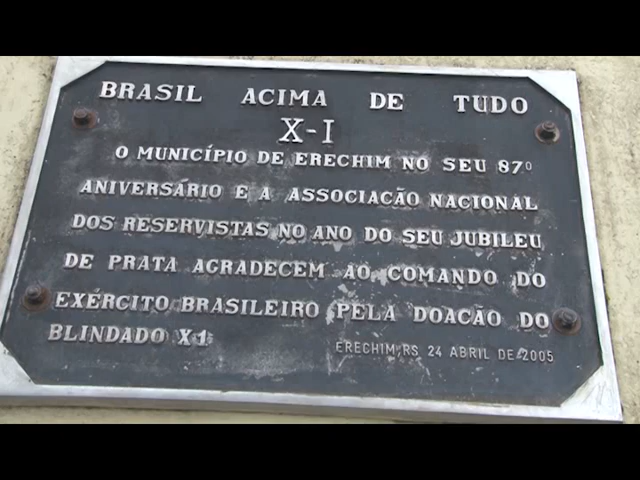 BRASIL ACIMA DE TUDO
X-I
O MUNICÍPIO DE ERECHIM NO SEU 87º
ANIVERSÁRIO E A ASSOCIAÇÃO NACIONAL
DOS RESERVISTAS NO ANO DO SEU JUBILEU
DE PRATA AGRADECEM AO COMANDO DO
EXÉRCITO BRASILEIRO PELA DOAÇÃO DO
BLINDADO X1
ERECHIM, RS 24 ABRIL DE 2005